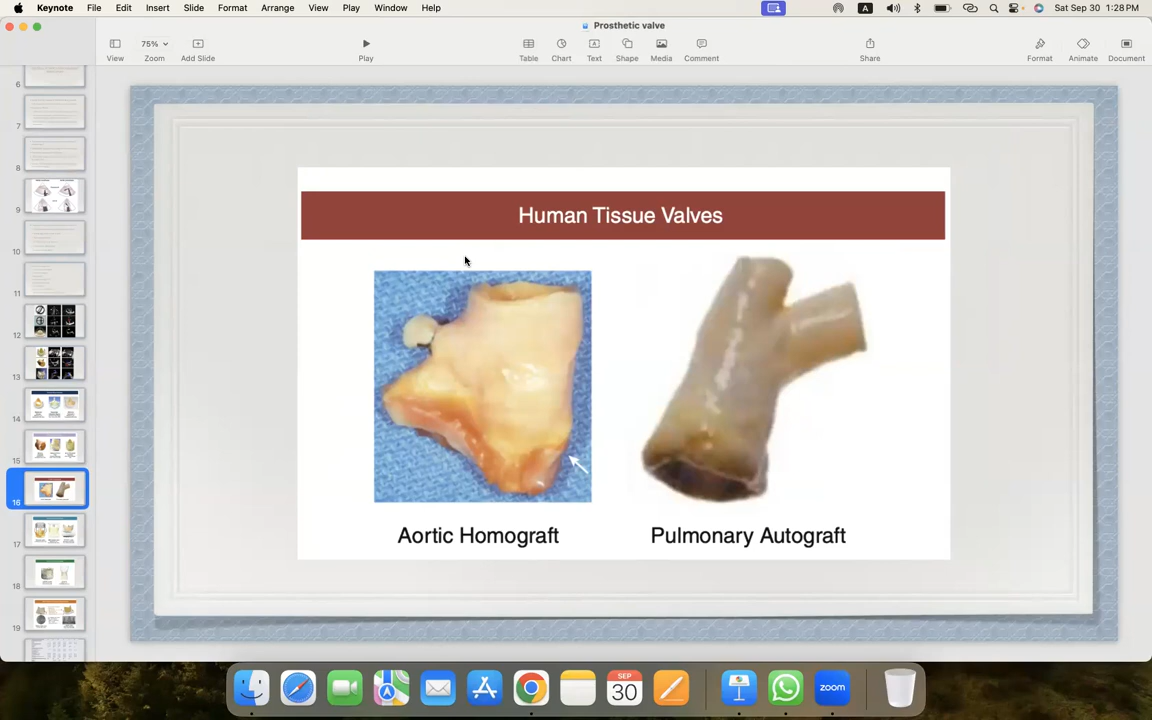 Keynote File Edit Insert Slide Format Arrange View Play Window Help
A
Sat Sep 30 1:28 PM
Prosthetic valve
75%
View Zoom Add Slide Play Table Chart Text Shape Media Comment Share Format Animate Document
6
7
8
9
10
11
12
13
14
15
16
17
18
19
Human Tissue Valves
Aortic Homograft
Pulmonary Autograft
SEP
30
zoom